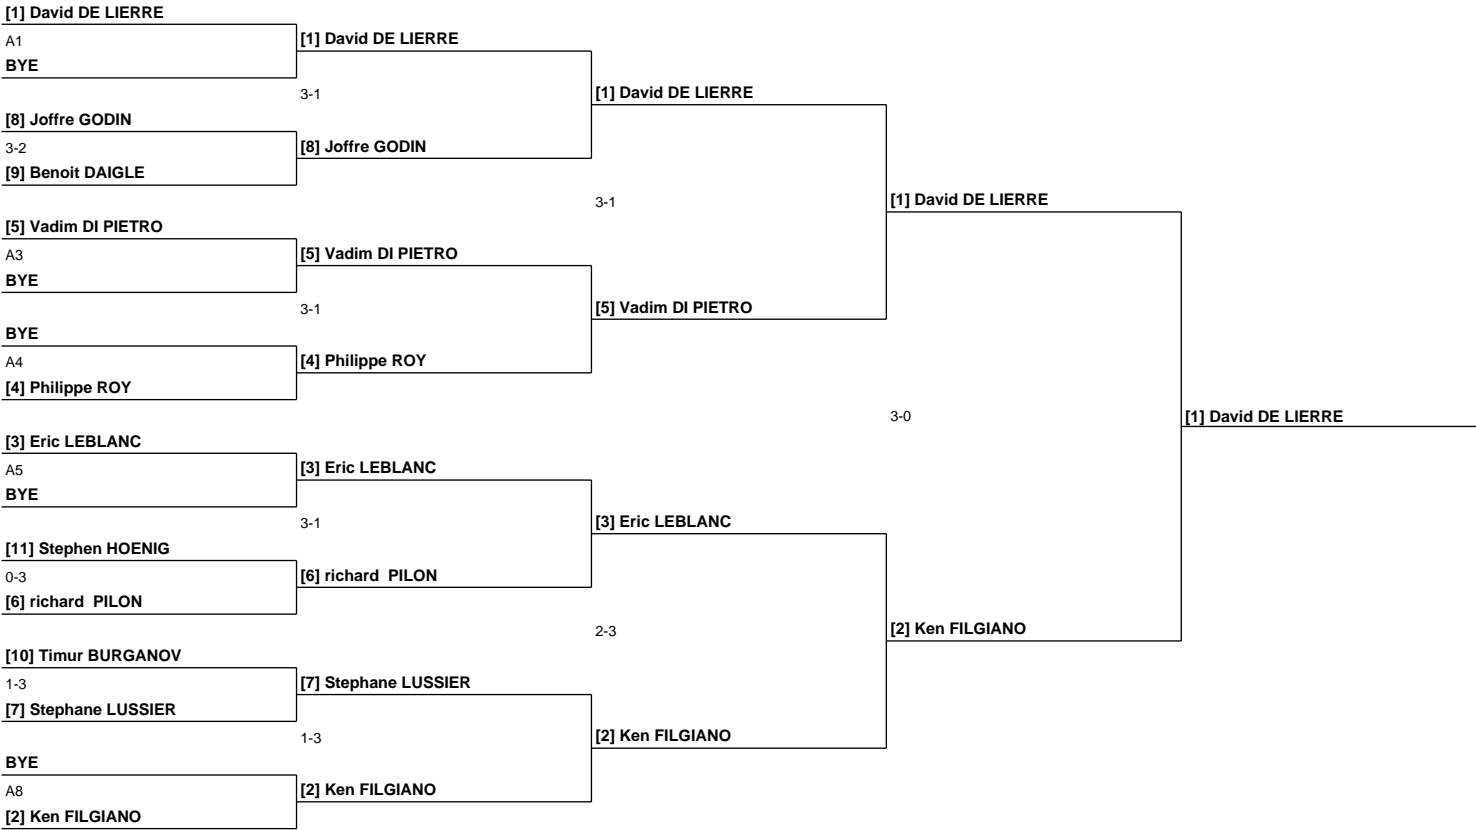 [1] David DE LIERRE
A1
BYE
[8] Joffre GODIN
3-2
[9] Benoit DAIGLE
[5] Vadim DI PIETRO
A3
BYE
BYE
A4
[4] Philippe ROY
[3] Eric LEBLANC
A5
BYE
[11] Stephen HOENIG
0-3
[6] richard  PILON
[10] Timur BURGANOV
1-3
[7] Stephane LUSSIER
BYE
A8
[2] Ken FILGIANO
[1] David DE LIERRE
3-1
[8] Joffre GODIN
[5] Vadim DI PIETRO
3-1
[4] Philippe ROY
[3] Eric LEBLANC
3-1
[6] richard  PILON
[7] Stephane LUSSIER
1-3
[2] Ken FILGIANO
[1] David DE LIERRE
3-1
[5] Vadim DI PIETRO
[3] Eric LEBLANC
2-3
[2] Ken FILGIANO
[1] David DE LIERRE
3-0
[2] Ken FILGIANO
[1] David DE LIERRE